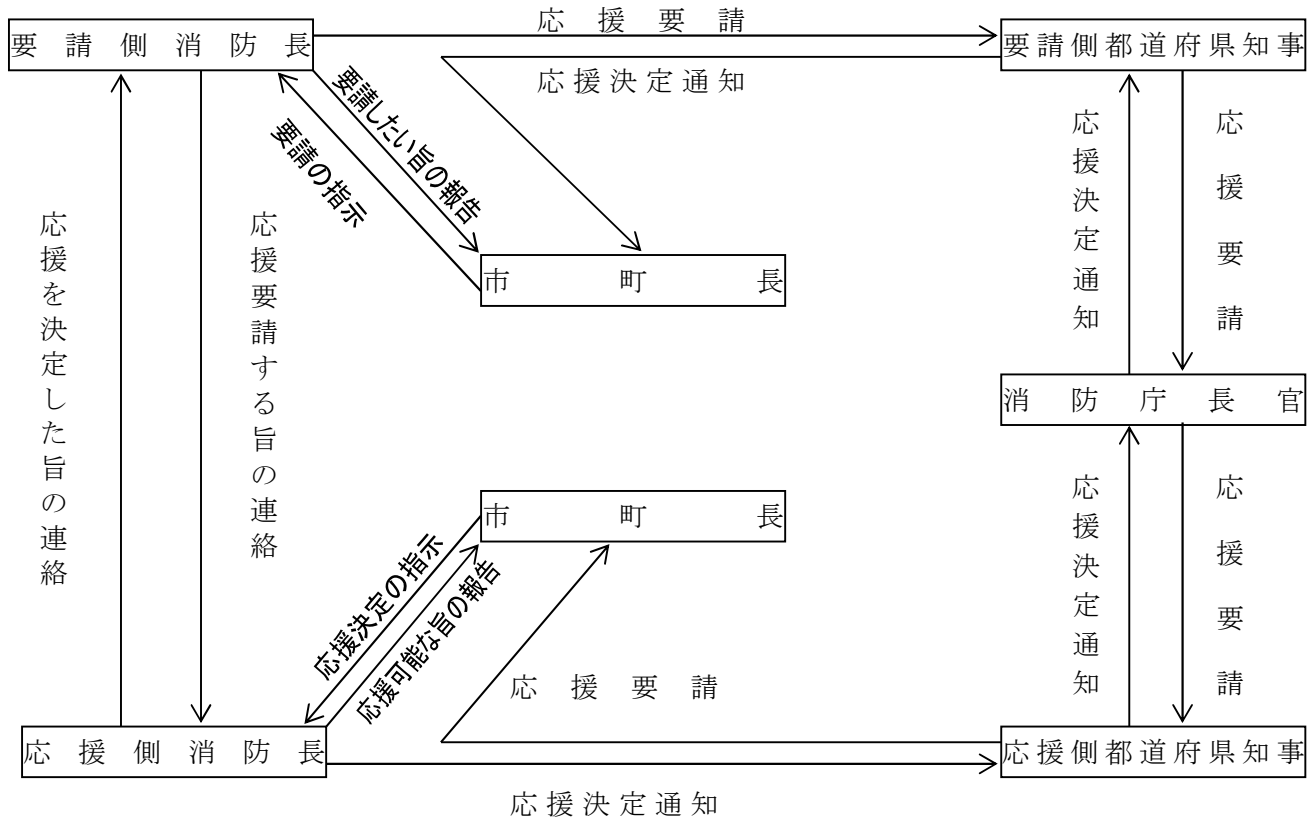 応援要請
要請側消防長
要請側都道府県知事
応援決定通知
要請したい旨の報告
要請の指示
応援決定通知
応援要請
応援を決定した旨の連絡
応援要請する旨の連絡
市町長
消防庁長官
市町長
応援決定の指示
応援可能な旨の報告
応援決定通知
応援要請
応援要請
応援側消防長
応援側都道府県知事
応援決定通知